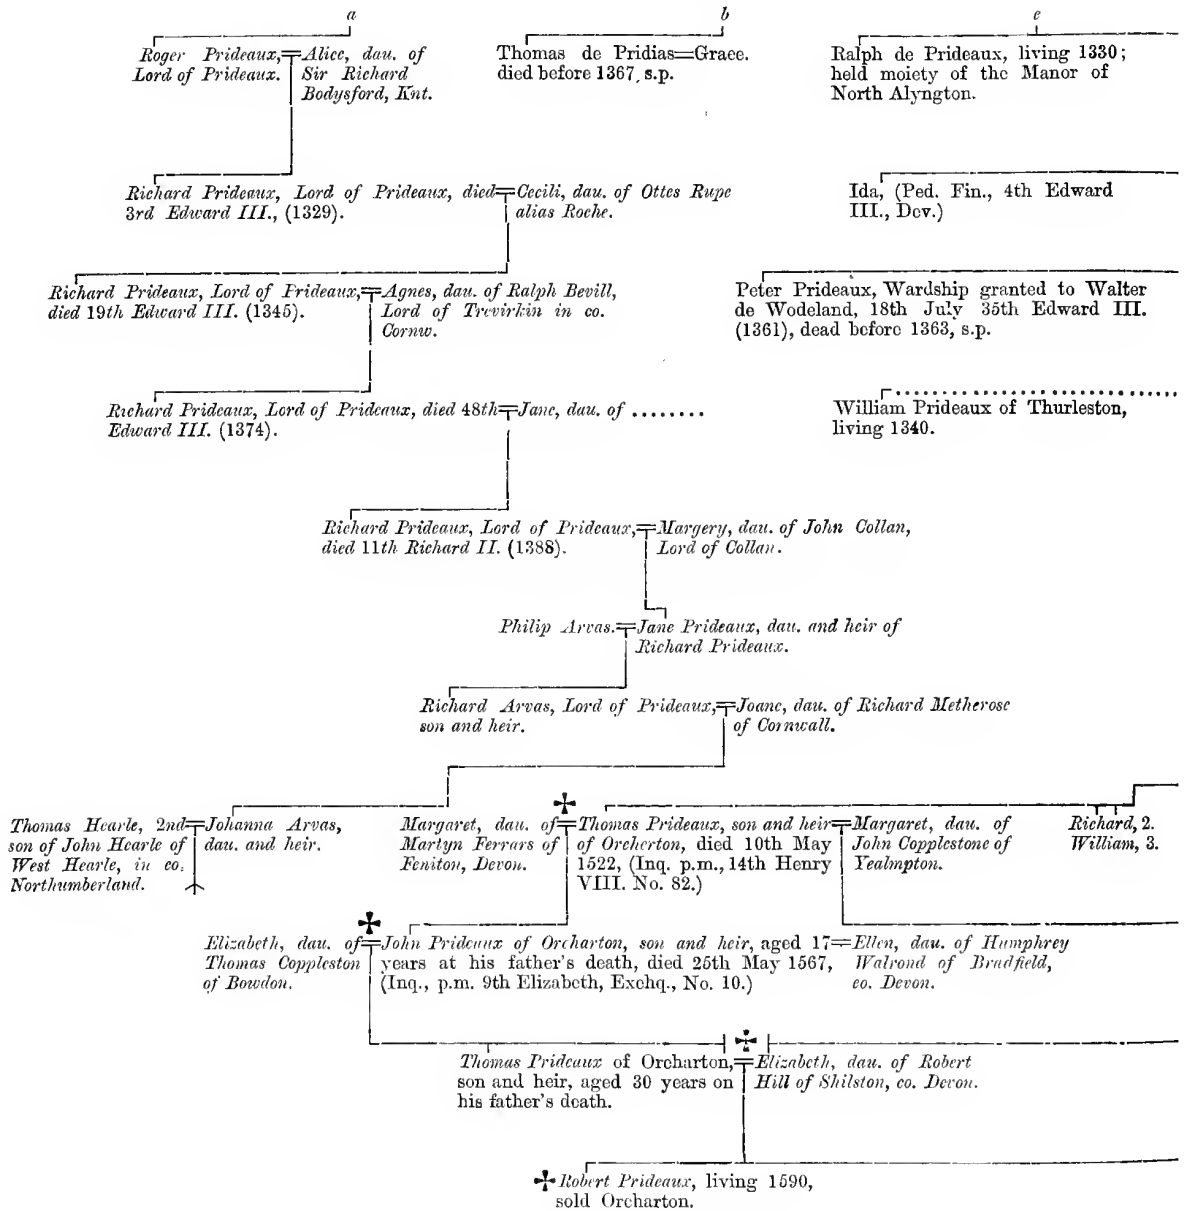 a
b
e
Roger Prideaux,
Lord of Prideaux.
Alice, dau. of
Sir Richard
Bodysford, Knt.
Thomas de Pridias=Grace.
died before 1367, s.p.
Ralph de Prideaux, living 1330;
held moiety of the Manor of
North Alyngton.
Richard Prideaux, Lord of Prideaux, died
3rd Edward III., (1329).
Cecili, dau. of Ottes Rupe
alias Roche.
Ida, (Ped. Fin., 4th Edward
III., Dev.)
Richard Prideaux, Lord of Prideaux,
died 19th Edward III. (1345).
Agnes, dau. of Ralph Bevill,
Lord of Trevirkin in co.
Cornw.
Peter Prideaux, Wardship granted to Walter
de Wodeland, 18th July 35th Edward III.
(1361), dead before 1363, s.p.
Richard Prideaux, Lord of Prideaux, died 48th
Edward III. (1374).
Jane, dau. of ........
William Prideaux of Thurleston,
living 1340.
Richard Prideaux, Lord of Prideaux,
died 11th Richard II. (1388).
Margery, dau. of John Collan,
Lord of Collan.
Philip Arvas.
Jane Prideaux, dau. and heir of
Richard Prideaux.
Richard Arvas, Lord of Prideaux,
son and heir.
Joane, dau. of Richard Metherose
of Cornwall.
Thomas Hearle, 2nd
son of John Hearle of
West Hearle, in co.
Northumberland.
Johanna Arvas,
dau. and heir.
Margaret, dau. of
Martyn Ferrars of
Feniton, Devon.
Thomas Prideaux, son and heir
of Orcherton, died 10th May
1522, (Inq. p.m., 14th Henry
VIII. No. 82.)
Margaret, dau. of
John Copplestone of
Yealmpton.
Richard, 2.
William, 3.
Elizabeth, dau. of
Thomas Coppleston
of Bowdon.
John Prideaux of Orcharton, son and heir, aged 17
years at his father's death, died 25th May 1567,
(Inq., p.m. 9th Elizabeth, Exchq., No. 10.)
Ellen, dau. of Humphrey
Walrond of Bradfield,
co. Devon.
Thomas Prideaux of Orcharton,
son and heir, aged 30 years on
his father's death.
Elizabeth, dau. of Robert
Hill of Shilston, co. Devon.
Robert Prideaux, living 1590,
sold Orcharton.